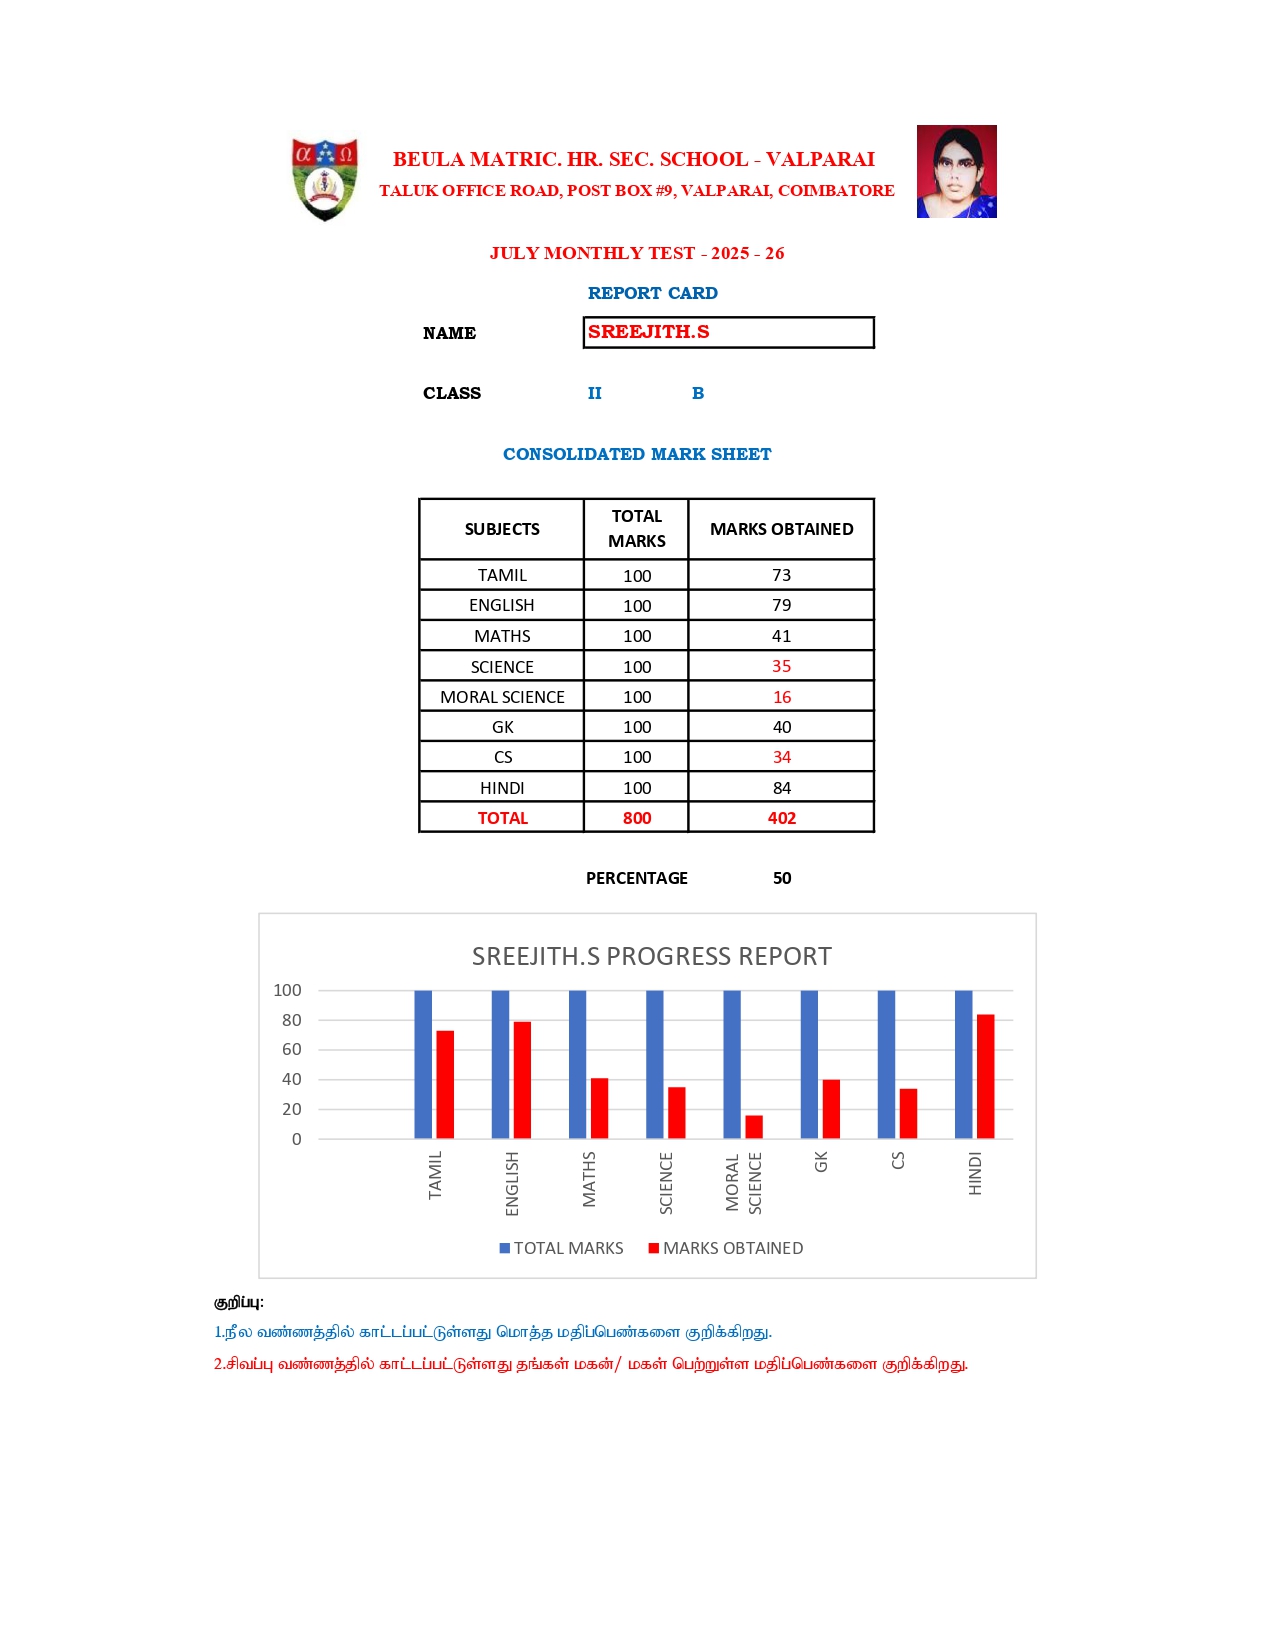 α Ω
BEULA MATRIC. HR. SEC. SCHOOL - VALPARAI
TALUK OFFICE ROAD, POST BOX #9, VALPARAI, COIMBATORE
JULY MONTHLY TEST - 2025 - 26
REPORT CARD
NAME SREEJITH.S
CLASS II B
CONSOLIDATED MARK SHEET
SUBJECTS TOTAL MARKS MARKS OBTAINED
TAMIL 100 73
ENGLISH 100 79
MATHS 100 41
SCIENCE 100 35
MORAL SCIENCE 100 16
GK 100 40
CS 100 34
HINDI 100 84
TOTAL 800 402
PERCENTAGE 50
SREEJITH.S PROGRESS REPORT
100
80
60
40
20
0
TAMIL ENGLISH MATHS SCIENCE MORAL SCIENCE GK CS HINDI
TOTAL MARKS MARKS OBTAINED
குறிப்பு:
1.நீல வண்ணத்தில் காட்டப்பட்டுள்ளது மொத்த மதிப்பெண்களை குறிக்கிறது.
2.சிவப்பு வண்ணத்தில் காட்டப்பட்டுள்ளது தங்கள் மகன்/ மகள் பெற்றுள்ள மதிப்பெண்களை குறிக்கிறது.